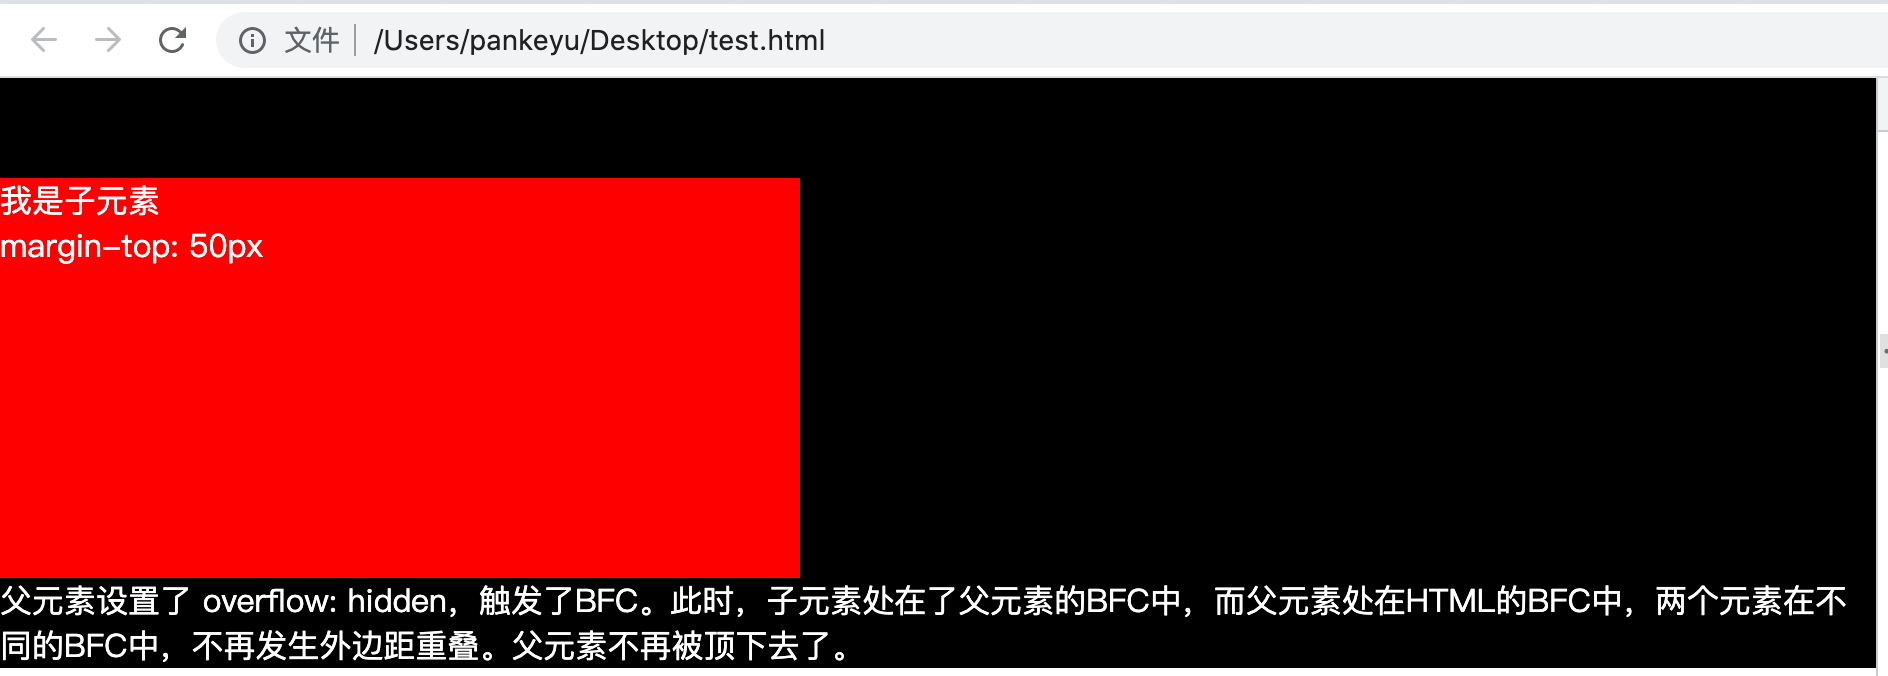 文件 /Users/pankeyu/Desktop/test.html
我是子元素
margin-top: 50px
父元素设置了 overflow: hidden，触发了BFC。此时，子元素处在了父元素的BFC中，而父元素处在HTML的BFC中，两个元素在不
同的BFC中，不再发生外边距重叠。父元素不再被顶下去了。